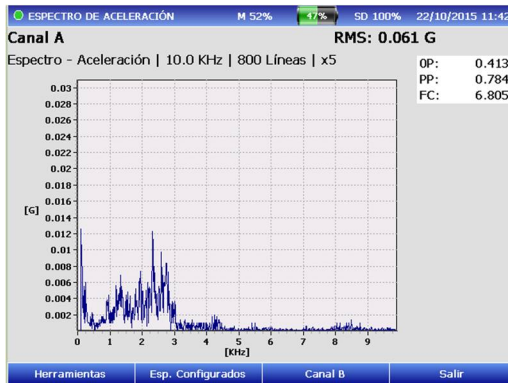 ESPECTRO DE ACELERACIÓN M 52% 47% SD 100% 22/10/2015 11:42
Canal A RMS: 0.061 G
Espectro - Aceleración | 10.0 KHz | 800 Líneas | x5
0P: 0.413
PP: 0.784
FC: 6.805
0.03
0.028
0.026
0.024
0.022
0.02
0.018
0.016
[G]
0.014
0.012
0.01
0.008
0.006
0.004
0.002
0 1 2 3 4 5 6 7 8 9
[KHz]
Herramientas Esp. Configurados Canal B Salir